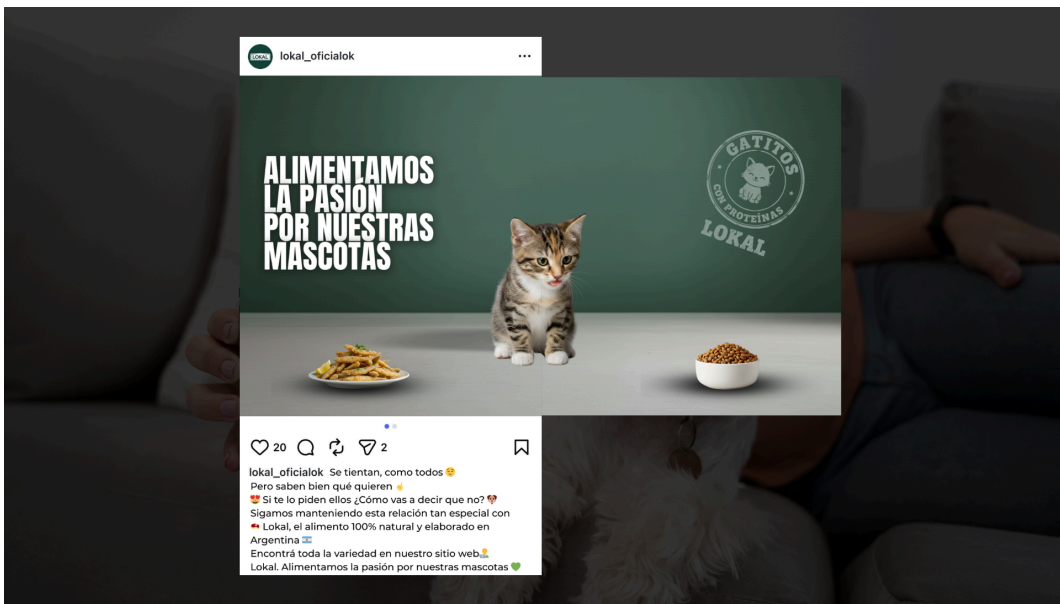 LOKAL
lokal_oficialok
ALIMENTAMOS
LA PASIÓN
POR NUESTRAS
MASCOTAS
GATITOS
CON PROTEÍNAS
LOKAL
20
2
lokal_oficialok Se tientan, como todos 😌
Pero saben bien qué quieren ☝️
😍 Si te lo piden ellos ¿Cómo vas a decir que no? 🐶
Sigamos manteniendo esta relación tan especial con
🥩 Lokal, el alimento 100% natural y elaborado en
Argentina 🇦🇷
Encontrá toda la variedad en nuestro sitio web
Lokal. Alimentamos la pasión por nuestras mascotas 💚